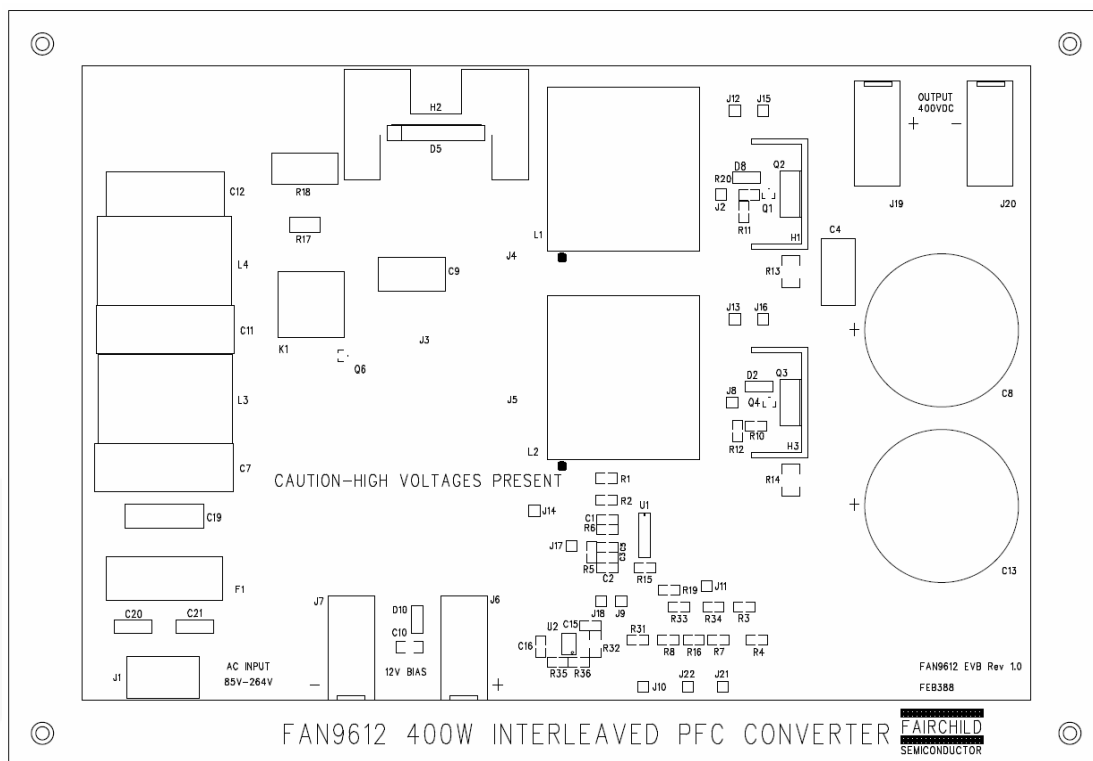 J12 J15
OUTPUT
400VDC
H2
+ -
D5
D8 Q2
R18
C12
R20
J2 Q1
J19 J20
R11
R17
L1 H1
C4
L4
J4
C9
R13
J13 J16
+
C11
J3
K1
Q6
D2 Q3
J8
C8
L3
J5
Q4
R10
R12
H3
L2
C7
CAUTION-HIGH VOLTAGES PRESENT
R1
R14
R2
+
U1
J14
C1
C19
R6
J17
C5
C3
R5
C2 R15
C13
J11
F1
R19
J7 J6
D10
C20 C21
J18 J9
R33 R34 R3
C15
U2
C10
R31
C16
R32
R8 R16 R7 R4
AC INPUT
85V-264V
12V BIAS
R35 R36
FAN9612 EVB Rev 1.0
J1
J22 J21
- +
J10
FEB388
FAN9612 400W INTERLEAVED PFC CONVERTER
FAIRCHILD
SEMICONDUCTOR